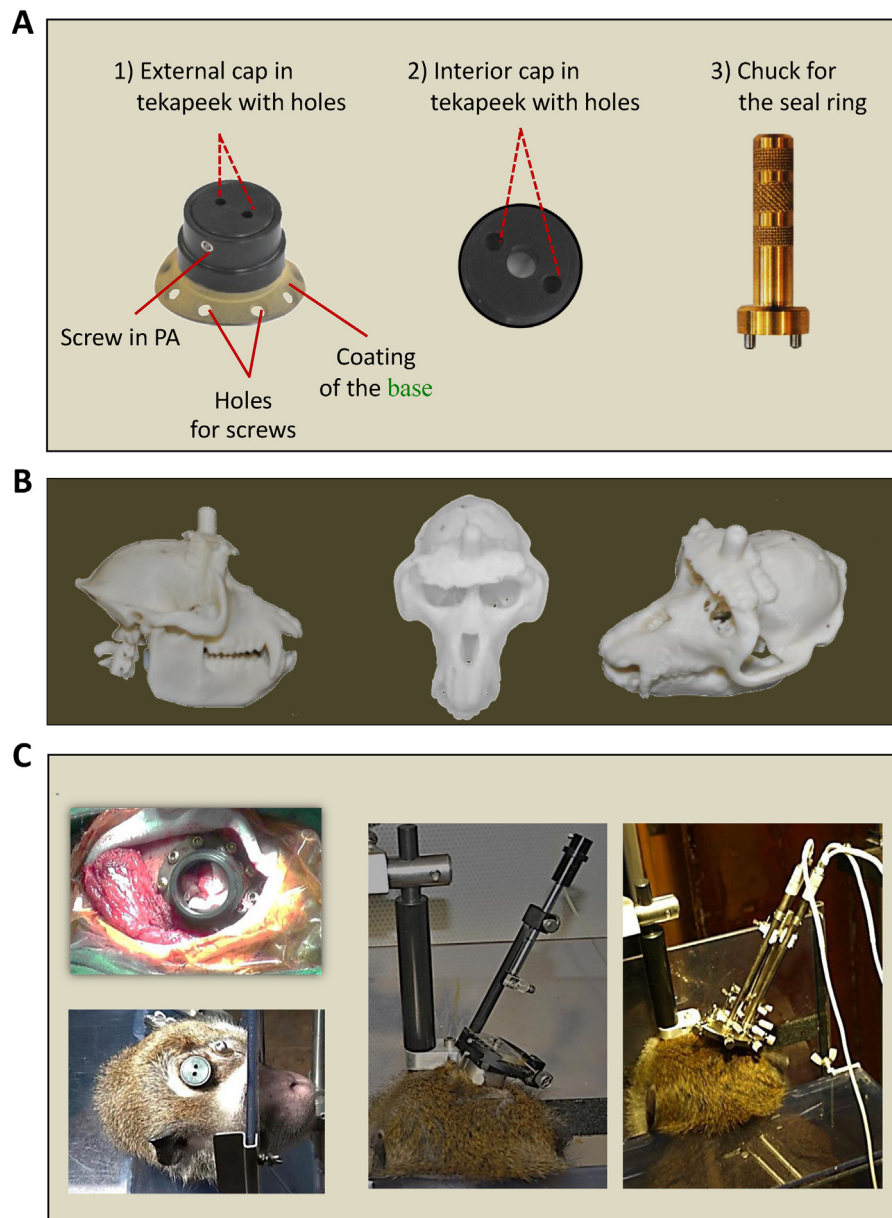 A
1) External cap in
tekapeek with holes
2) Interior cap in
tekapeek with holes
3) Chuck for
the seal ring
Screw in PA
Holes
for screws
Coating
of the base
B
C